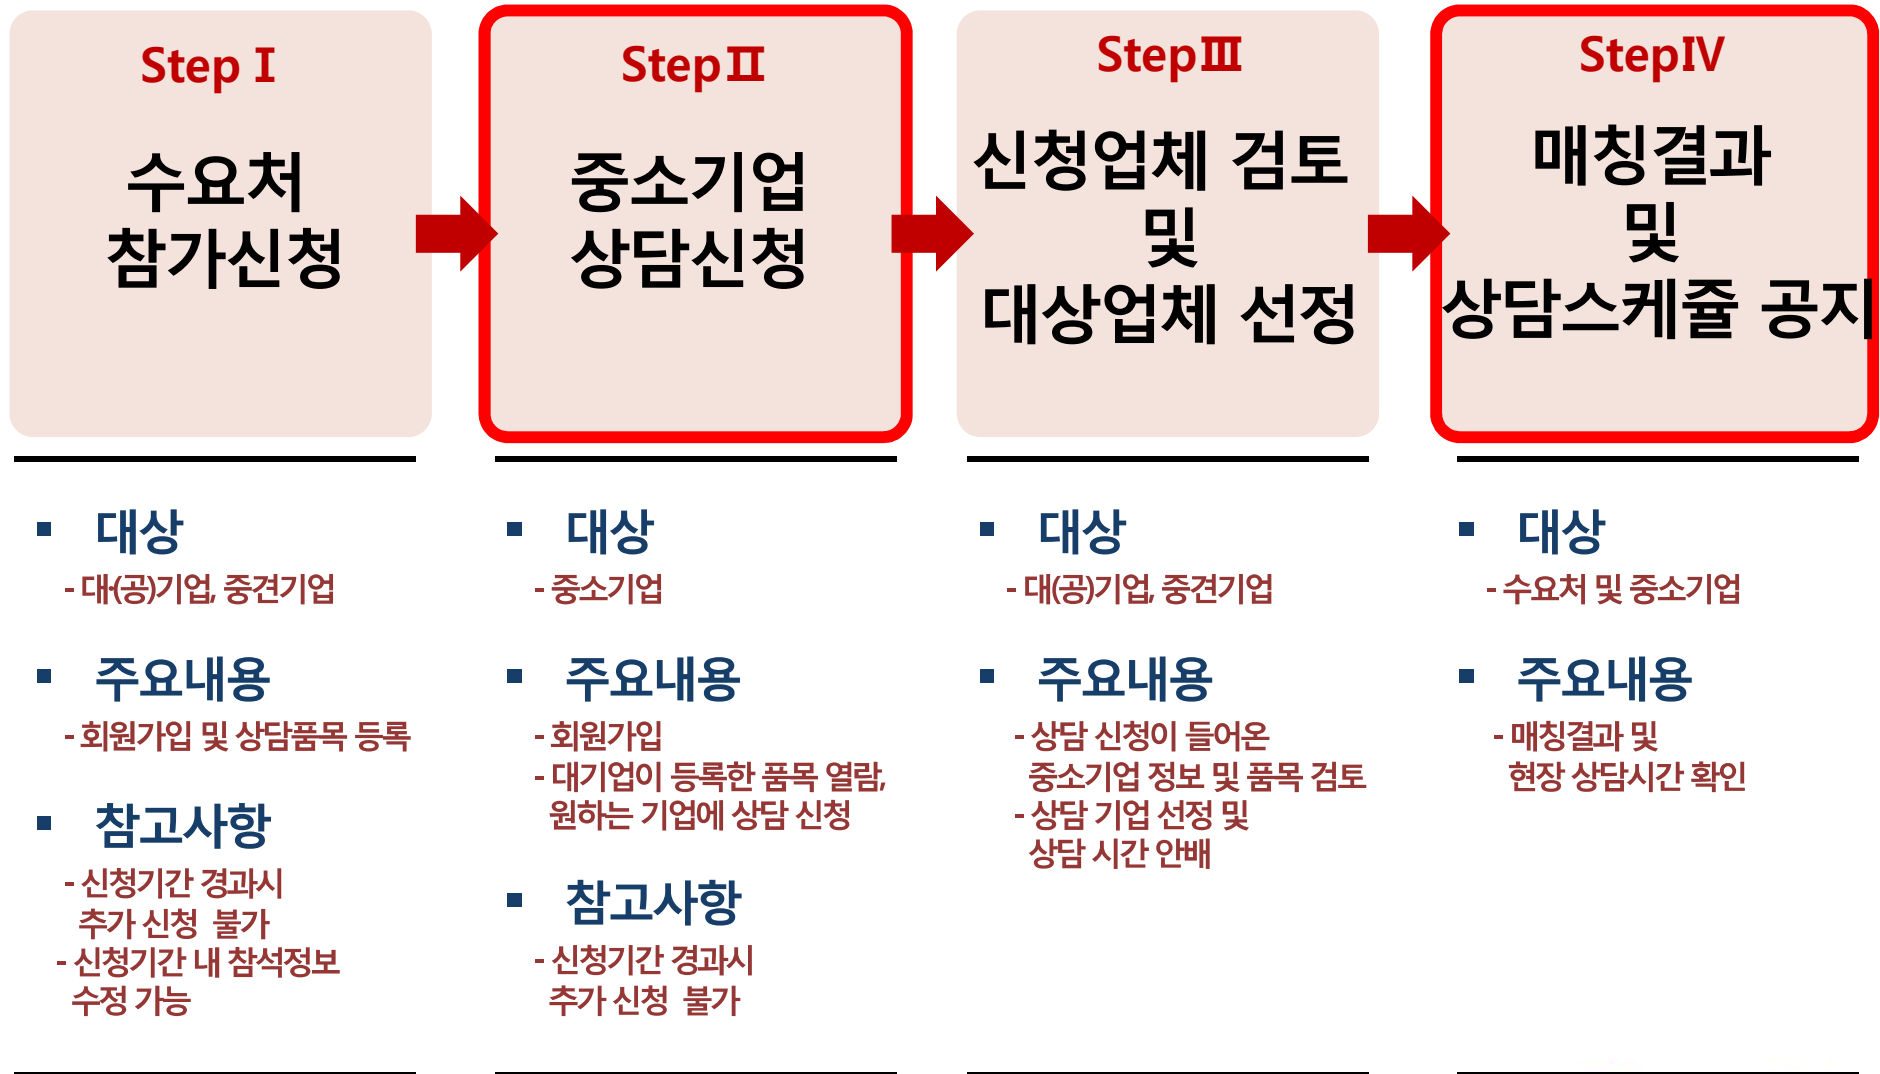 Step Ⅰ
수요처
참가신청
StepⅡ
중소기업
상담신청
StepⅢ
신청업체 검토
및
대상업체 선정
StepⅣ
매칭결과
및
상담스케쥴 공지
▪ 대상
- 대·(공)기업, 중견기업
▪ 주요내용
- 회원가입 및 상담품목 등록
▪ 참고사항
- 신청기간 경과시
추가 신청 불가
- 신청기간 내 참석정보
수정 가능
▪ 대상
- 중소기업
▪ 주요내용
- 회원가입
- 대기업이 등록한 품목 열람,
원하는 기업에 상담 신청
▪ 참고사항
- 신청기간 경과시
추가 신청 불가
▪ 대상
- 대(공)기업, 중견기업
▪ 주요내용
- 상담 신청이 들어온
중소기업 정보 및 품목 검토
- 상담 기업 선정 및
상담 시간 안배
▪ 대상
- 수요처 및 중소기업
▪ 주요내용
- 매칭결과 및
현장 상담시간 확인